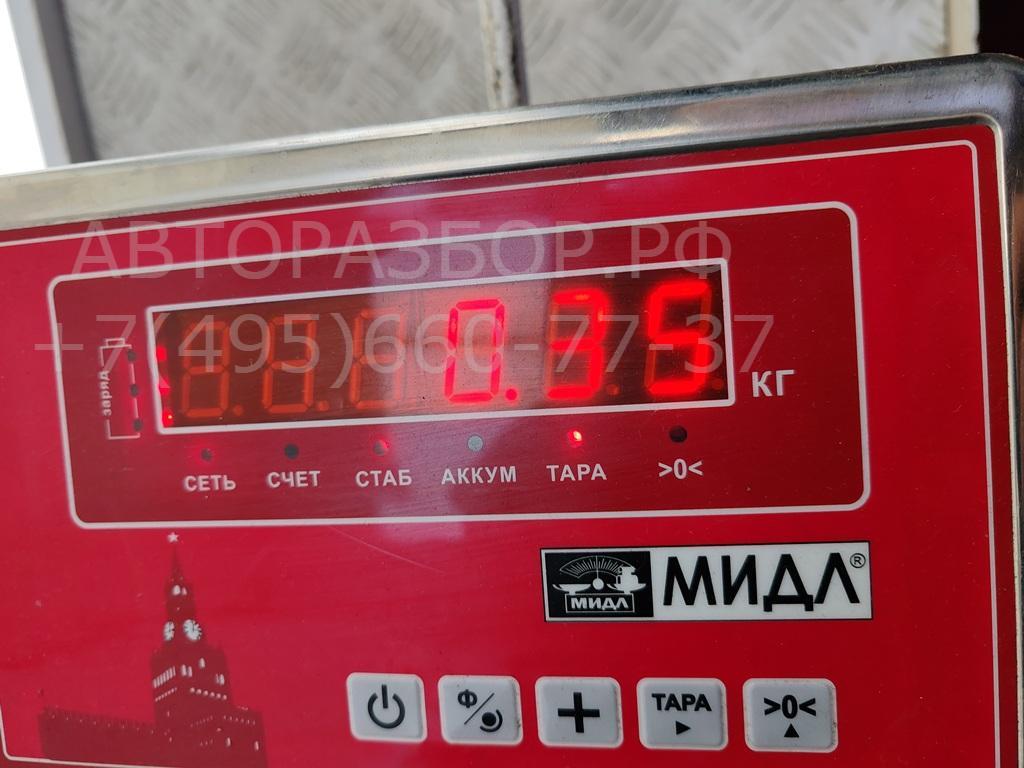 АВТОРАЗБОР.РФ
+7(495)660-77-37
заряд
0.35 КГ
СЕТЬ СЧЕТ СТАБ АККУМ ТАРА >0<
МИДЛ МИДЛ®
Ф ТАРА >0<